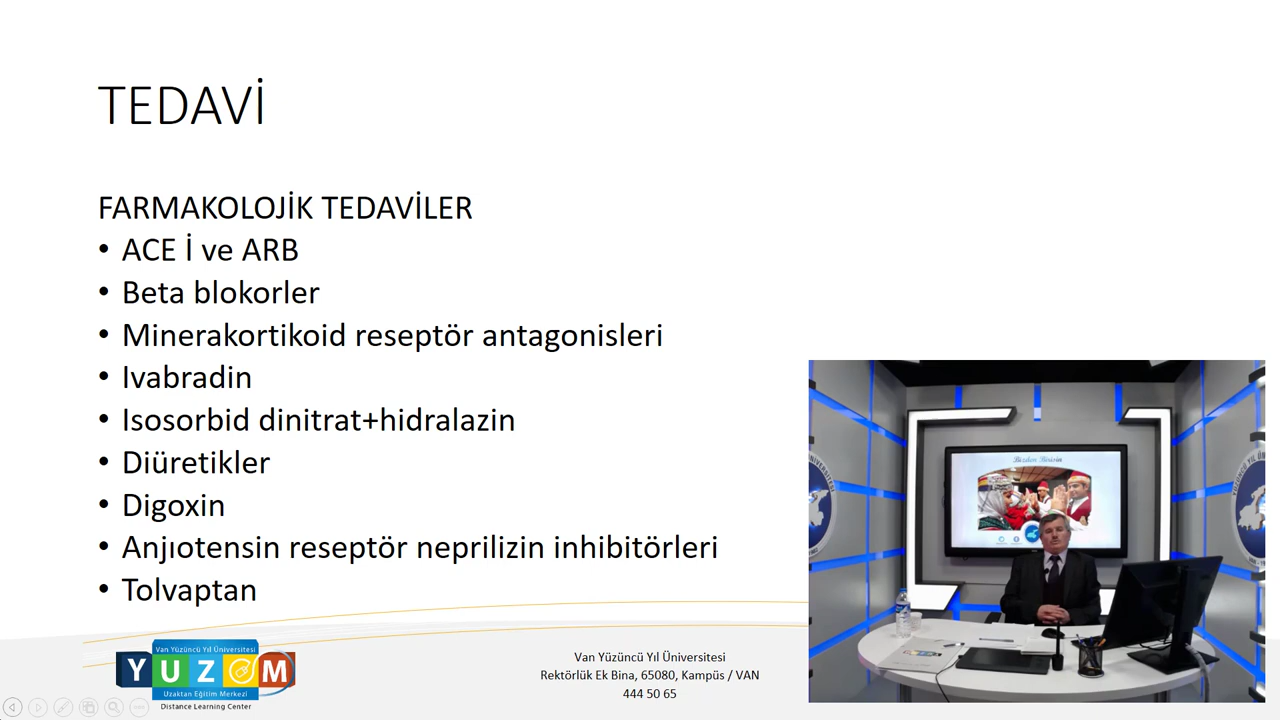 TEDAVİ
FARMAKOLOJİK TEDAVİLER
• ACE İ ve ARB
• Beta blokorler
• Minerakortikoid reseptör antagonisleri
• Ivabradin
• Isosorbid dinitrat+hidralazin
• Diüretikler
• Digoxin
• Anjıotensin reseptör neprilizin inhibitörleri
• Tolvaptan
Bizden Birisin
Van Yüzüncü Yıl Üniversitesi
YUZEM
Uzaktan Eğitim Merkezi
Distance Learning Center
Van Yüzüncü Yıl Üniversitesi
Rektörlük Ek Bina, 65080, Kampüs / VAN
444 50 65